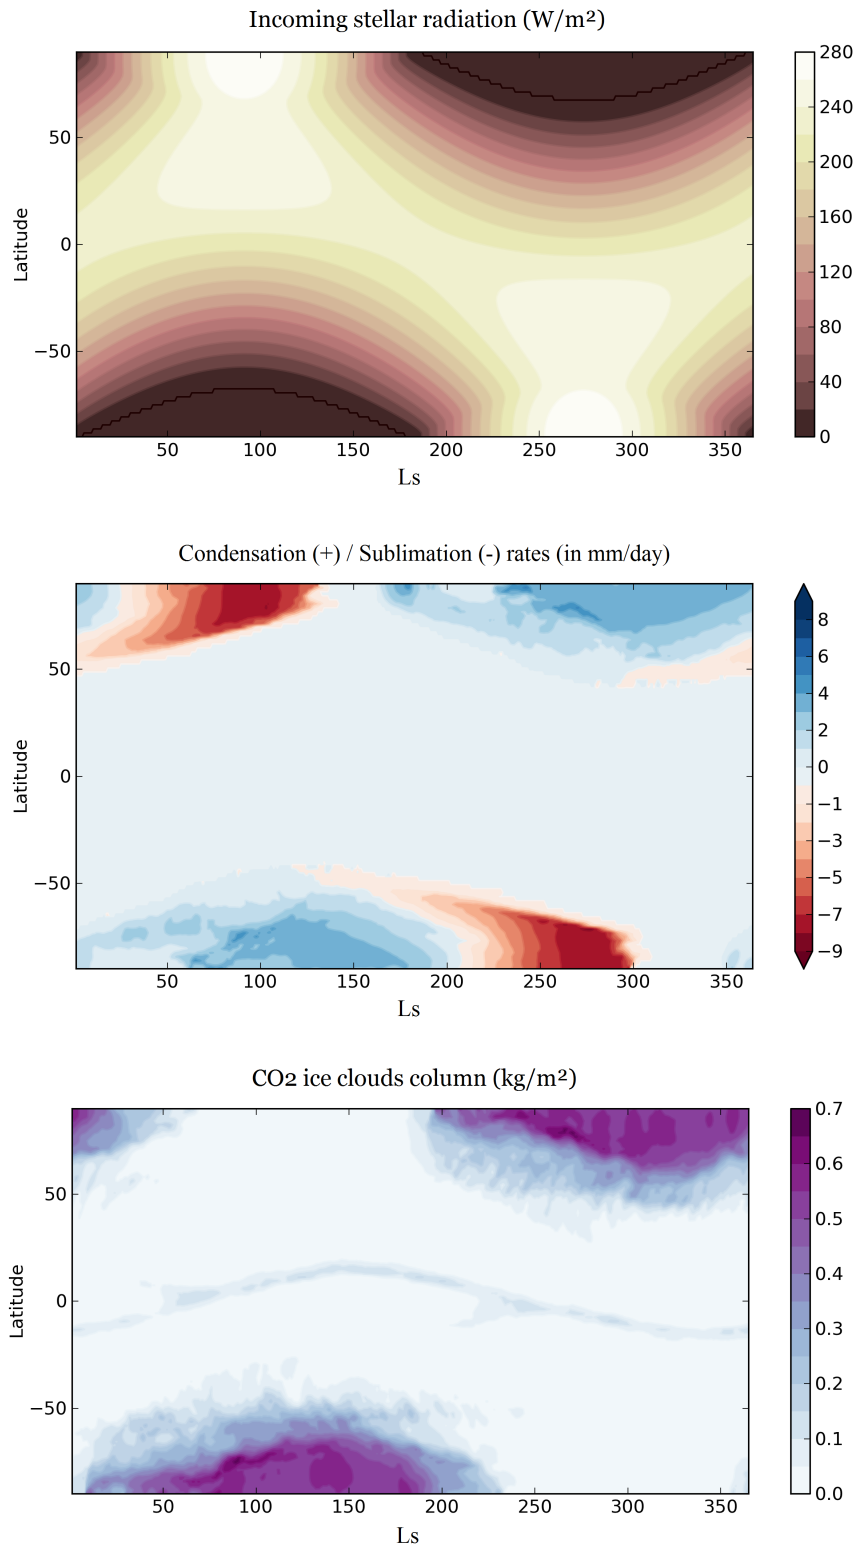 Incoming stellar radiation (W/m²)
280
240
200
160
120
80
40
0
50
0
−50
Latitude
50 100 150 200 250 300 350
Ls
Condensation (+) / Sublimation (-) rates (in mm/day)
8
6
4
2
0
−1
−3
−5
−7
−9
50
0
−50
Latitude
50 100 150 200 250 300 350
Ls
CO2 ice clouds column (kg/m²)
0.7
0.6
0.5
0.4
0.3
0.2
0.1
0.0
50
0
−50
Latitude
50 100 150 200 250 300 350
Ls